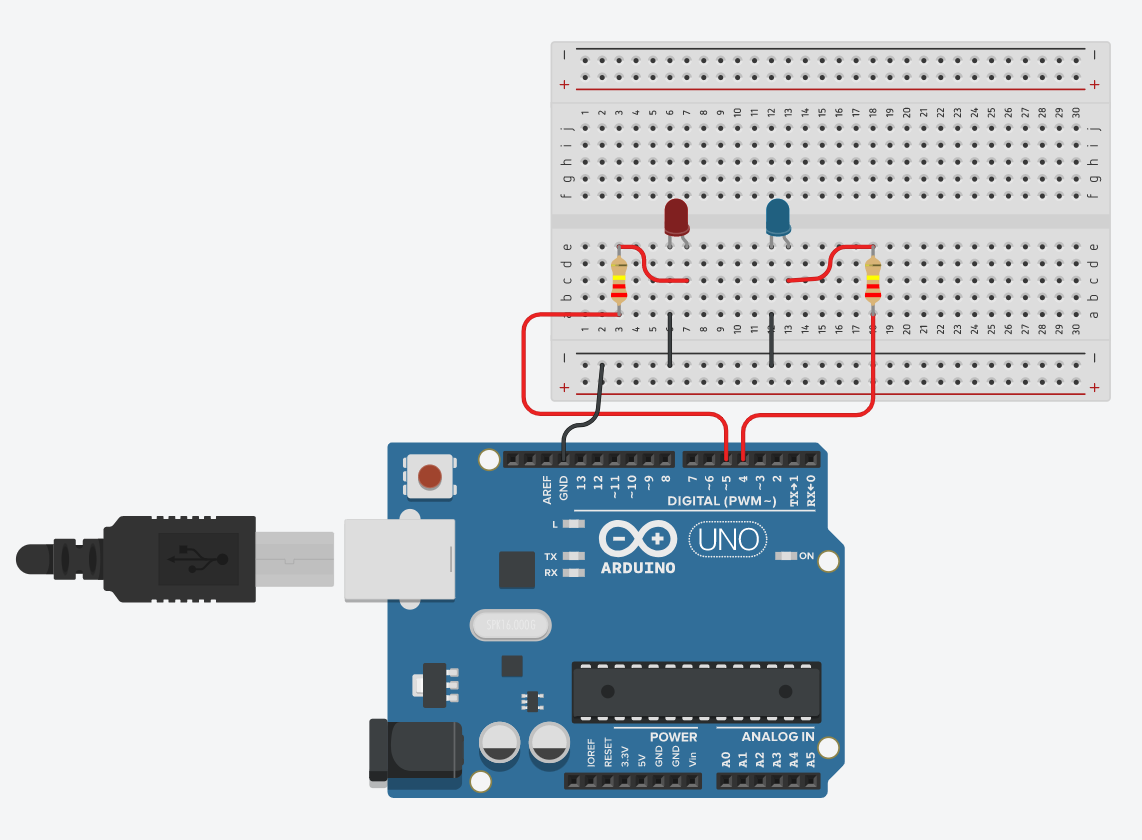 − −
+ +
1 2 3 4 5 6 7 8 9 10 11 12 13 14 15 16 17 18 19 20 21 22 23 24 25 26 27 28 29 30
j j
i i
h h
g g
f f
e e
d d
c c
b b
a a
1 2 3 4 5 6 7 8 9 10 11 12 13 14 15 16 17 18 19 20 21 22 23 24 25 26 27 28 29 30
− −
+ +
AREF GND 13 12 ~11 ~10 ~9 8 7 ~6 ~5 4 ~3 2 TX→1 RX←0
DIGITAL (PWM ~)
L
TX
RX
UNO
ON
ARDUINO
SPK16.000G
POWER ANALOG IN
IOREF RESET 3.3V 5V GND GND Vin A0 A1 A2 A3 A4 A5